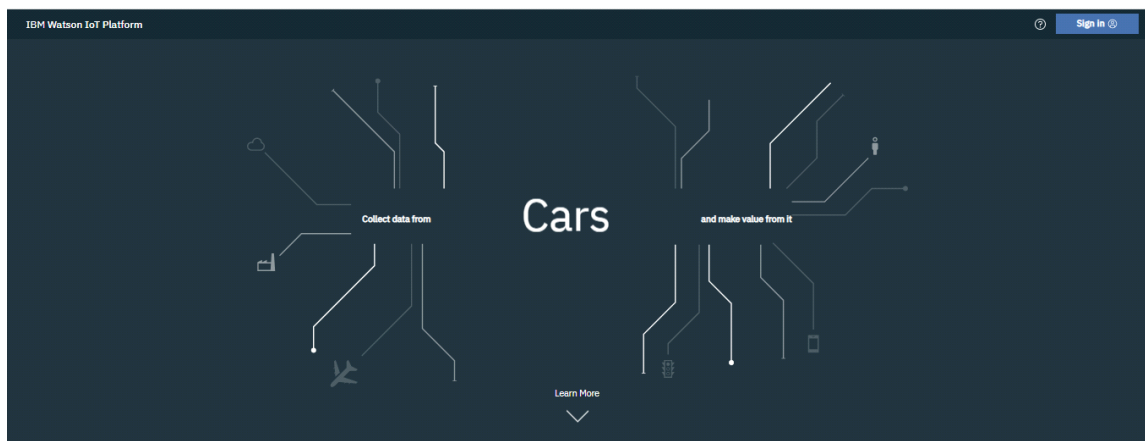 IBM Watson IoT Platform
Sign in
Collect data from
Cars
and make value from it
Learn More